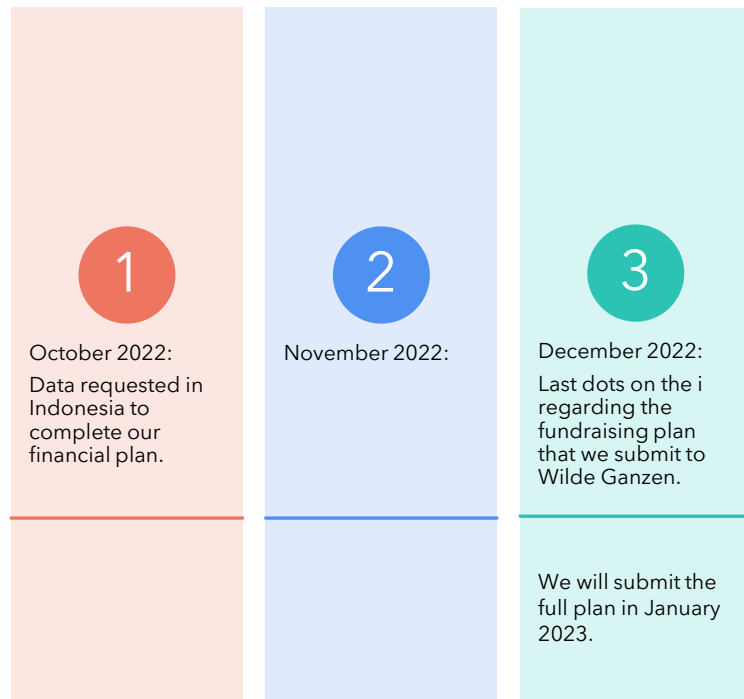 1
October 2022:
Data requested in
Indonesia to
complete our
financial plan.
2
November 2022:
3
December 2022:
Last dots on the i
regarding the
fundraising plan
that we submit to
Wilde Ganzen.
We will submit the
full plan in January
2023.